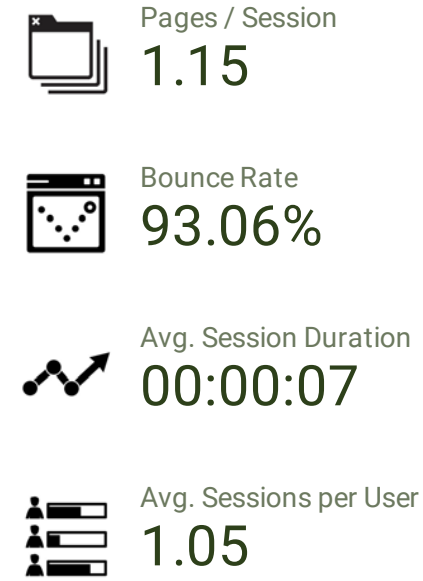 Pages / Session
1.15
Bounce Rate
93.06%
Avg. Session Duration
00:00:07
Avg. Sessions per User
1.05